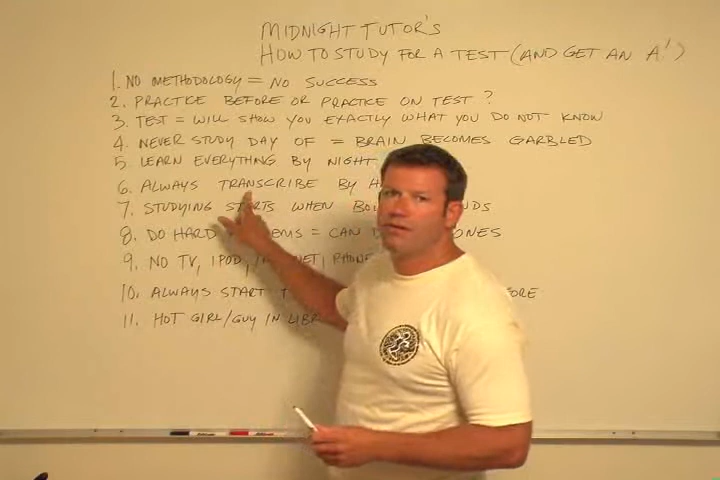 MIDNIGHT TUTOR'S
HOW TO STUDY FOR A TEST (AND GET AN A!)
1. NO METHODOLOGY = NO SUCCESS
2. PRACTICE BEFORE OR PRACTICE ON TEST?
3. TEST = WILL SHOW YOU EXACTLY WHAT YOU DO NOT KNOW
4. NEVER STUDY DAY OF = BRAIN BECOMES GARBLED
5. LEARN EVERYTHING BY NIGHT
6. ALWAYS TRANSCRIBE BY
7. STUDYING STARTS WHEN
8. DO HARD = CAN
9. NO TV, IPOD, PHONE
10. ALWAYS START
11. HOT GIRL/GUY IN